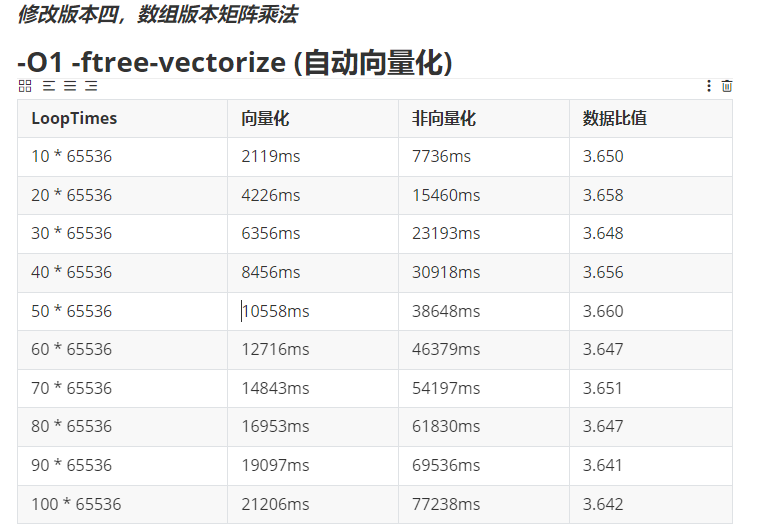 修改版本四，数组版本矩阵乘法
-O1 -ftree-vectorize (自动向量化)
LoopTimes 向量化 非向量化 数据比值
10 * 65536 2119ms 7736ms 3.650
20 * 65536 4226ms 15460ms 3.658
30 * 65536 6356ms 23193ms 3.648
40 * 65536 8456ms 30918ms 3.656
50 * 65536 10558ms 38648ms 3.660
60 * 65536 12716ms 46379ms 3.647
70 * 65536 14843ms 54197ms 3.651
80 * 65536 16953ms 61830ms 3.647
90 * 65536 19097ms 69536ms 3.641
100 * 65536 21206ms 77238ms 3.642